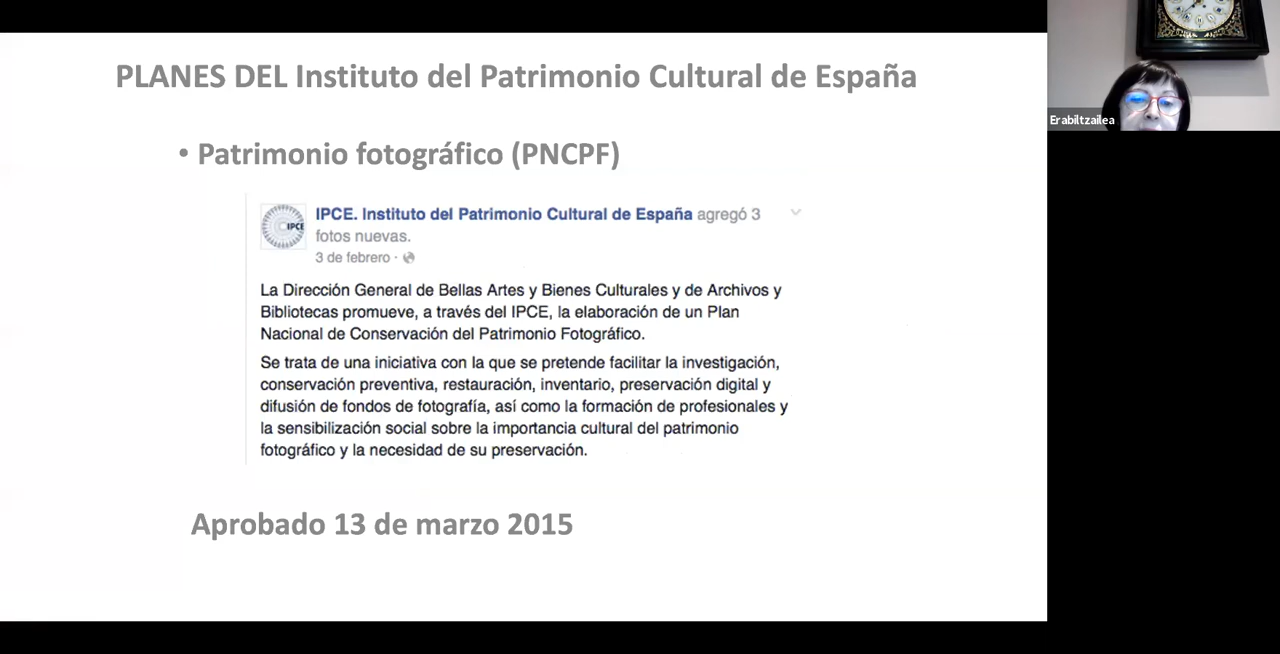 PLANES DEL Instituto del Patrimonio Cultural de España
• Patrimonio fotográfico (PNCPF)
IPCE
IPCE. Instituto del Patrimonio Cultural de España agregó 3
fotos nuevas.
3 de febrero ·
La Dirección General de Bellas Artes y Bienes Culturales y de Archivos y
Bibliotecas promueve, a través del IPCE, la elaboración de un Plan
Nacional de Conservación del Patrimonio Fotográfico.
Se trata de una iniciativa con la que se pretende facilitar la investigación,
conservación preventiva, restauración, inventario, preservación digital y
difusión de fondos de fotografía, así como la formación de profesionales y
la sensibilización social sobre la importancia cultural del patrimonio
fotográfico y la necesidad de su preservación.
Aprobado 13 de marzo 2015
Erabiltzailea